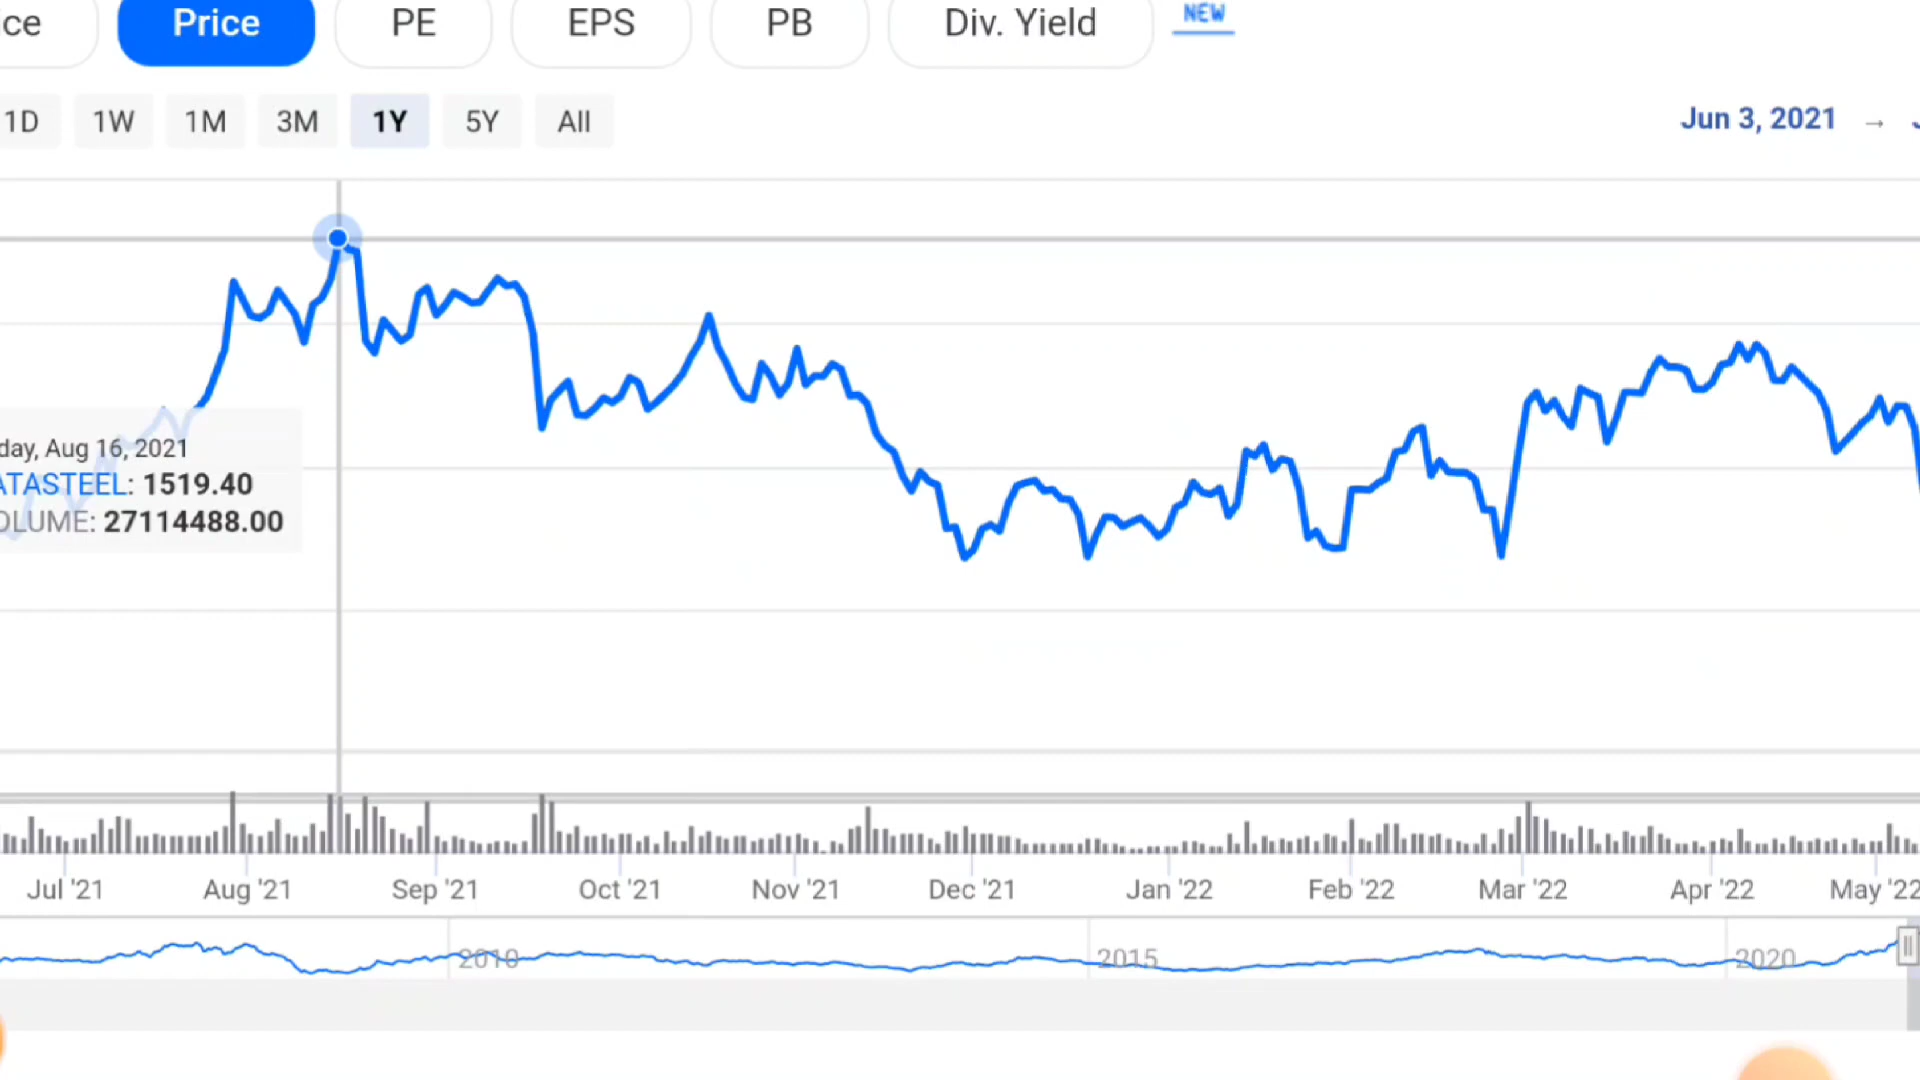 ce Price PE EPS PB Div. Yield NEW
1D 1W 1M 3M 1Y 5Y All Jun 3, 2021 →
day, Aug 16, 2021
ATASTEEL: 1519.40
OLUME: 27114488.00
Jul '21 Aug '21 Sep '21 Oct '21 Nov '21 Dec '21 Jan '22 Feb '22 Mar '22 Apr '22 May '22
2010 2015 2020